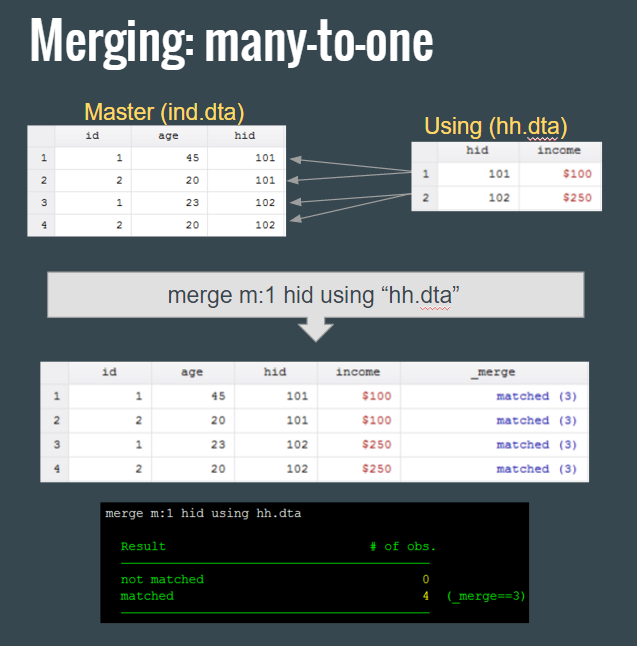 Merging: many-to-one
Master (ind.dta)
id age hid
1 1 45 101
2 2 20 101
3 1 23 102
4 2 20 102
Using (hh.dta)
hid income
1 101 $100
2 102 $250
merge m:1 hid using “hh.dta”
id age hid income _merge
1 1 45 101 $100 matched (3)
2 2 20 101 $100 matched (3)
3 1 23 102 $250 matched (3)
4 2 20 102 $250 matched (3)
merge m:1 hid using hh.dta
Result # of obs.
not matched 0
matched 4 (_merge==3)